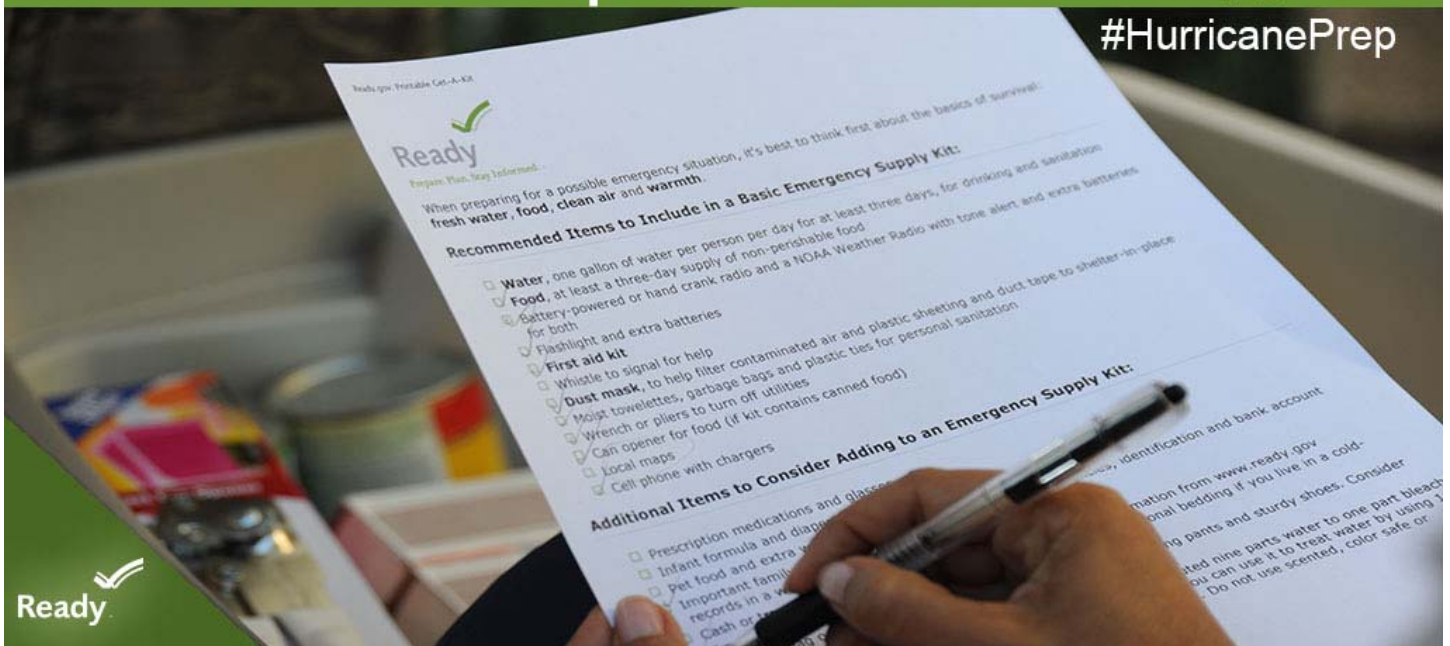 #HurricanePrep
Ready.gov: Printable Get-A-Kit
Ready
Prepare. Plan. Stay Informed.
When preparing for a possible emergency situation, it's best to think first about the basics of survival:
fresh water, food, clean air and warmth.
Recommended Items to Include in a Basic Emergency Supply Kit:
Water, one gallon of water per person per day for at least three days, for drinking and sanitation
Food, at least a three-day supply of non-perishable food
Battery-powered or hand crank radio and a NOAA Weather Radio with tone alert and extra batteries
for both
Flashlight and extra batteries
First aid kit
Whistle to signal for help
Dust mask, to help filter contaminated air and plastic sheeting and duct tape to shelter-in-place
Moist towelettes, garbage bags and plastic ties for personal sanitation
Wrench or pliers to turn off utilities
Can opener for food (if kit contains canned food)
Local maps
Cell phone with chargers
Additional Items to Consider Adding to an Emergency Supply Kit:
Prescription medications and glasses
Infant formula and
Pet food and extra
Important identification and bank account
records in a
Cash or
from www.ready.gov
bedding if you live in a cold-
pants and sturdy shoes. Consider
nine parts water to one part bleach
you can use it to treat water by using
Do not use scented, color safe or
Ready